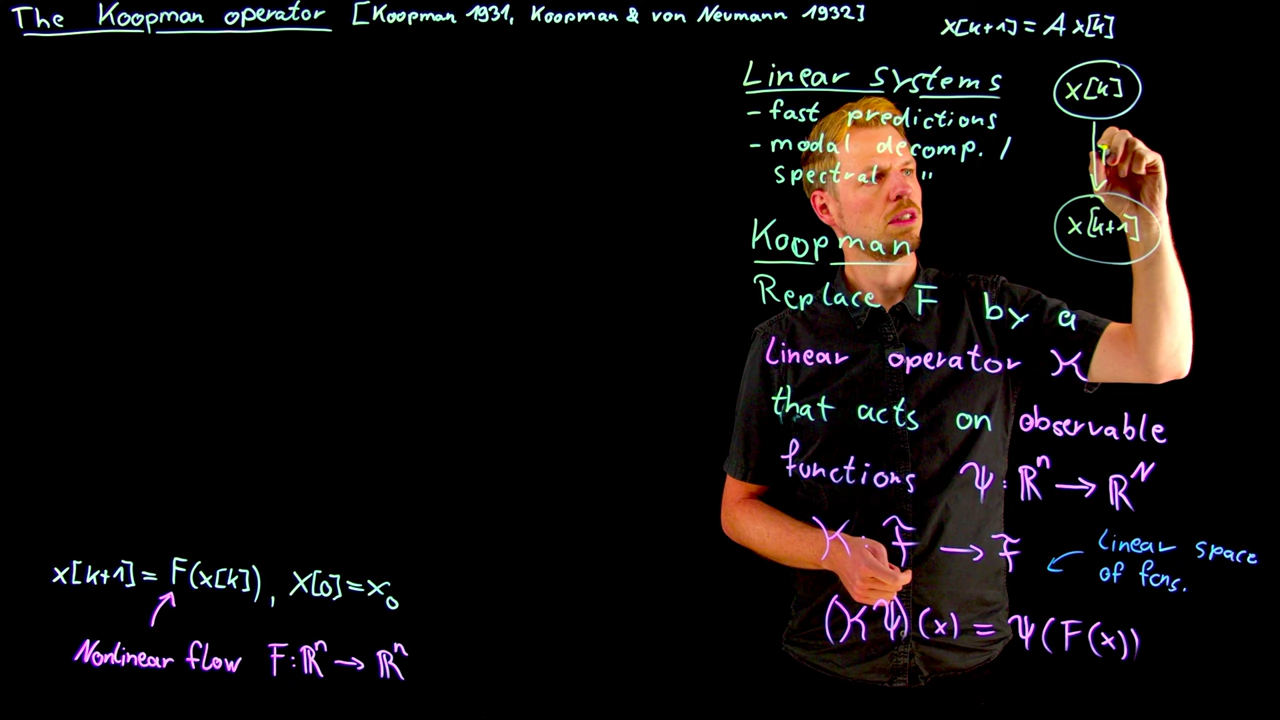 The Koopman operator [Koopman 1931, Koopman & von Neumann 1932]
x[k+1] = A x[k]
Linear systems
- fast predictions
- modal decomp. /
spectral "
x[k]
x[k+1]
Koopman
Replace F by a
linear operator K
that acts on observable
functions Ψ: ℝⁿ → ℝᴺ
K: F̃ → F̃
Linear space
of fcns.
(KΨ)(x) = Ψ(F(x))
x[k+1] = F(x[k]), x[0] = x₀
Nonlinear flow F: ℝⁿ → ℝⁿ